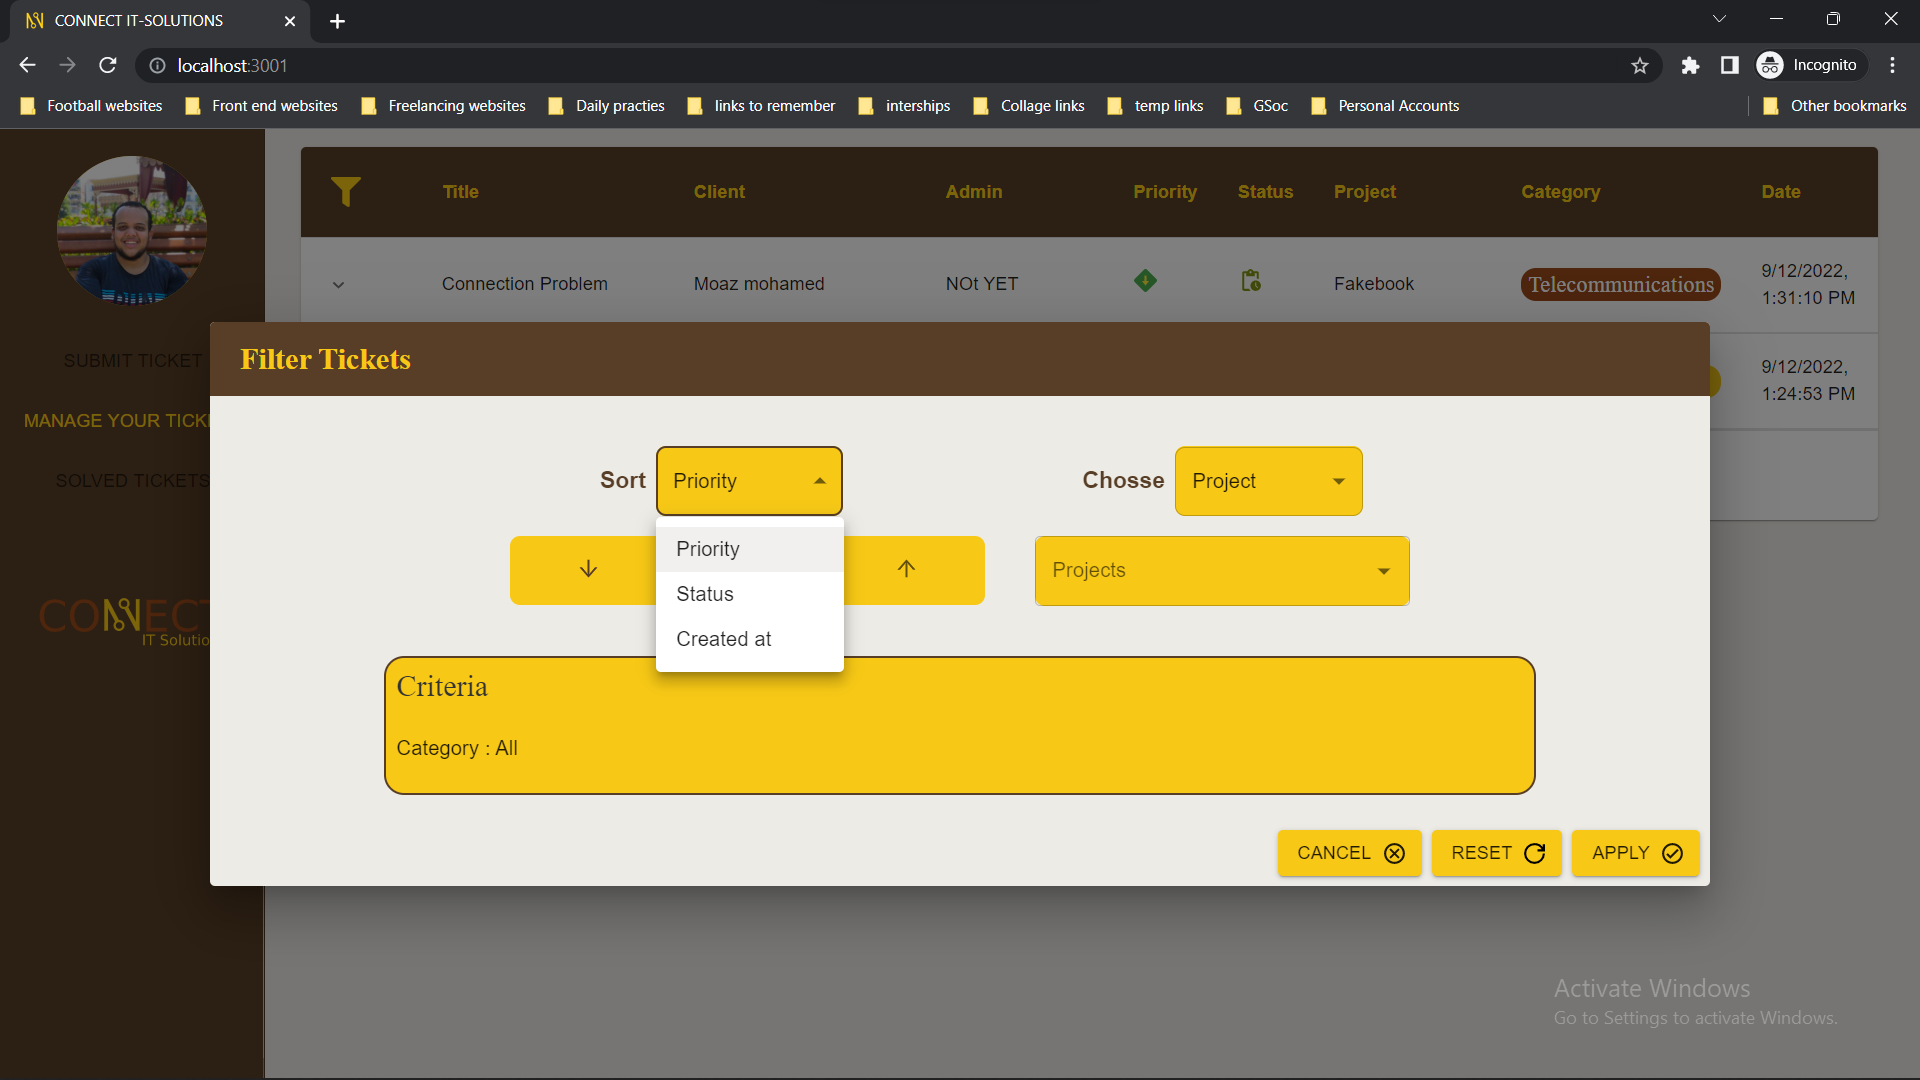 CONNECT IT-SOLUTIONS
localhost:3001
Incognito
Football websites
Front end websites
Freelancing websites
Daily practies
links to remember
interships
Collage links
temp links
GSoc
Personal Accounts
Other bookmarks
Title
Client
Admin
Priority
Status
Project
Category
Date
Connection Problem
Moaz mohamed
NOt YET
Fakebook
Telecommunications
9/12/2022,
1:31:10 PM
9/12/2022,
1:24:53 PM
SUBMIT TICKET
MANAGE YOUR TICK
SOLVED TICKETS
CONNECT
IT Solutio
Filter Tickets
Sort
Priority
Chosse
Project
Priority
Status
Created at
Projects
Criteria
Category : All
CANCEL
RESET
APPLY
Activate Windows
Go to Settings to activate Windows.